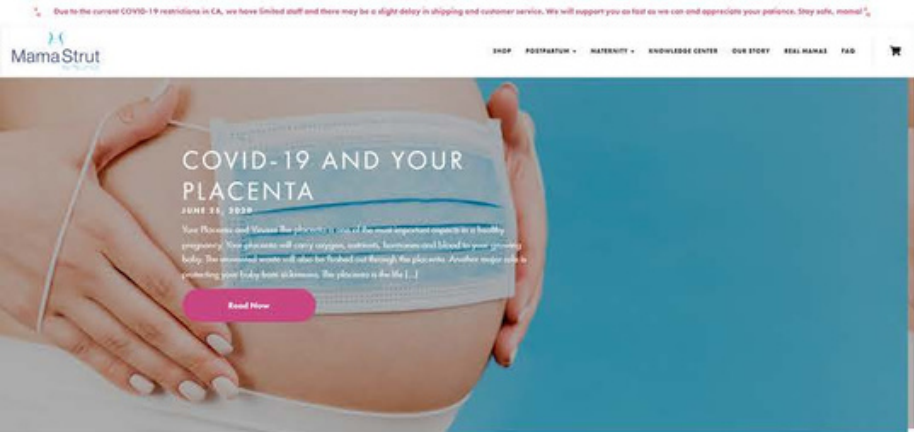 Due to the current COVID-19 restrictions in CA, we have limited staff and there may be a slight delay in shipping and customer service. We will support you as fast as we can and appreciate your patience. Stay safe, mama!
Mama Strut
SHOP POSTPARTUM MATERNITY KNOWLEDGE CENTER OUR STORY REAL MAMAS FAQ
COVID-19 AND YOUR
PLACENTA
JUNE 25, 2020
Your Placenta and Viruses The placenta is one of the most important aspects in a healthy
pregnancy. Your placenta will carry oxygen, nutrients, hormones and blood to your growing
baby. The unwanted waste will also be flushed out through the placenta. Another major role is
protecting your baby from sicknesses. The placenta is the life [...]
Read Now